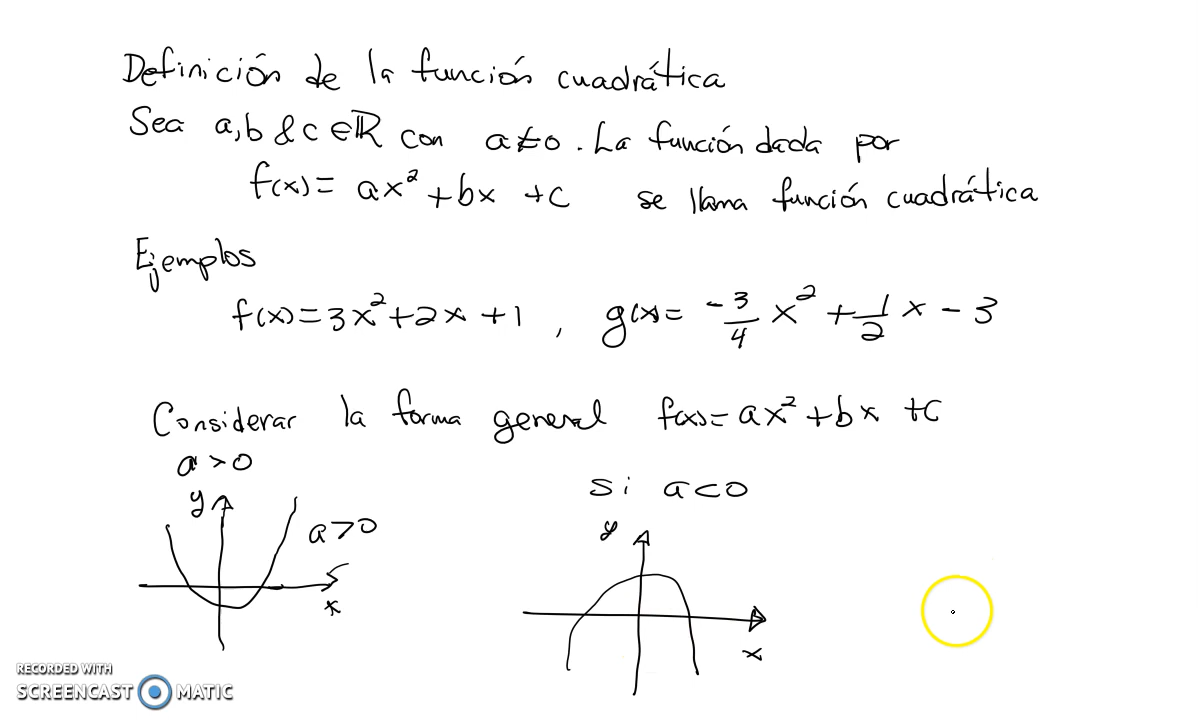 Definición de la función cuadrática
Sea a,b & c ∈ ℝ con a≠0. La función dada por
f(x) = ax² + bx + c se llama función cuadrática
Ejemplos
f(x) = 3x² + 2x + 1 , g(x) = -3/4 x² + 1/2 x - 3
Considerar la forma general f(x) = ax² + bx + c
a > 0
y
a > 0
x
Si a < 0
y
x
RECORDED WITH
SCREENCAST MATIC